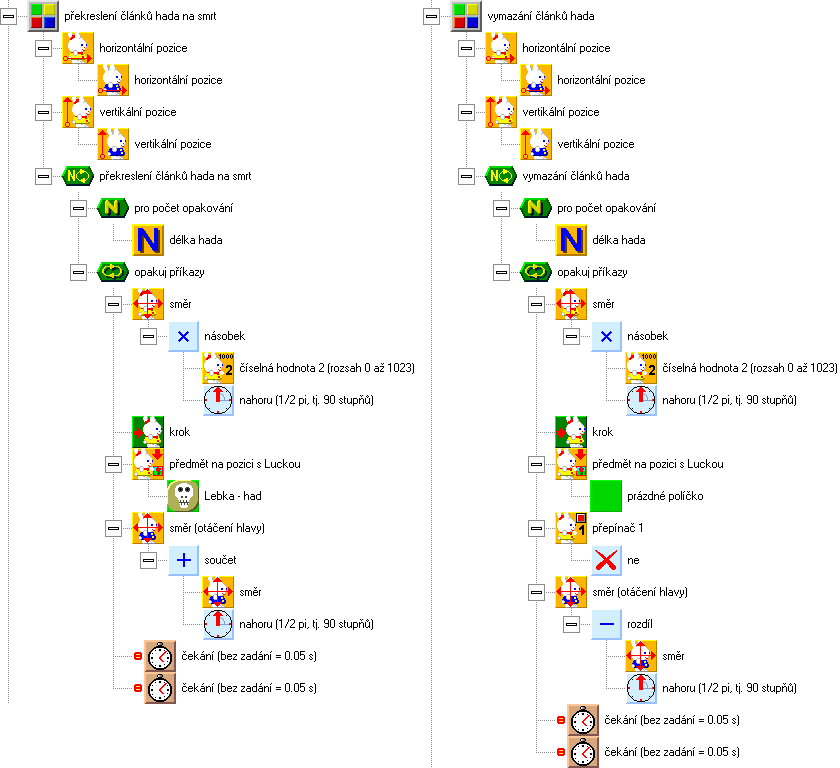 překreslení článků hada na smrt
horizontální pozice
horizontální pozice
vertikální pozice
vertikální pozice
N
překreslení článků hada na smrt
N
pro počet opakování
N
délka hada
opakuj příkazy
směr
násobek
1000
2
číselná hodnota 2 (rozsah 0 až 1023)
nahoru (1/2 pi, tj. 90 stupňů)
krok
předmět na pozici s Luckou
Lebka - had
směr (otáčení hlavy)
součet
směr
nahoru (1/2 pi, tj. 90 stupňů)
čekání (bez zadání = 0.05 s)
čekání (bez zadání = 0.05 s)
vymazání článků hada
horizontální pozice
horizontální pozice
vertikální pozice
vertikální pozice
N
vymazání článků hada
N
pro počet opakování
N
délka hada
opakuj příkazy
směr
násobek
1000
2
číselná hodnota 2 (rozsah 0 až 1023)
nahoru (1/2 pi, tj. 90 stupňů)
krok
předmět na pozici s Luckou
prázdné políčko
1
přepínač 1
ne
směr (otáčení hlavy)
rozdíl
směr
nahoru (1/2 pi, tj. 90 stupňů)
čekání (bez zadání = 0.05 s)
čekání (bez zadání = 0.05 s)